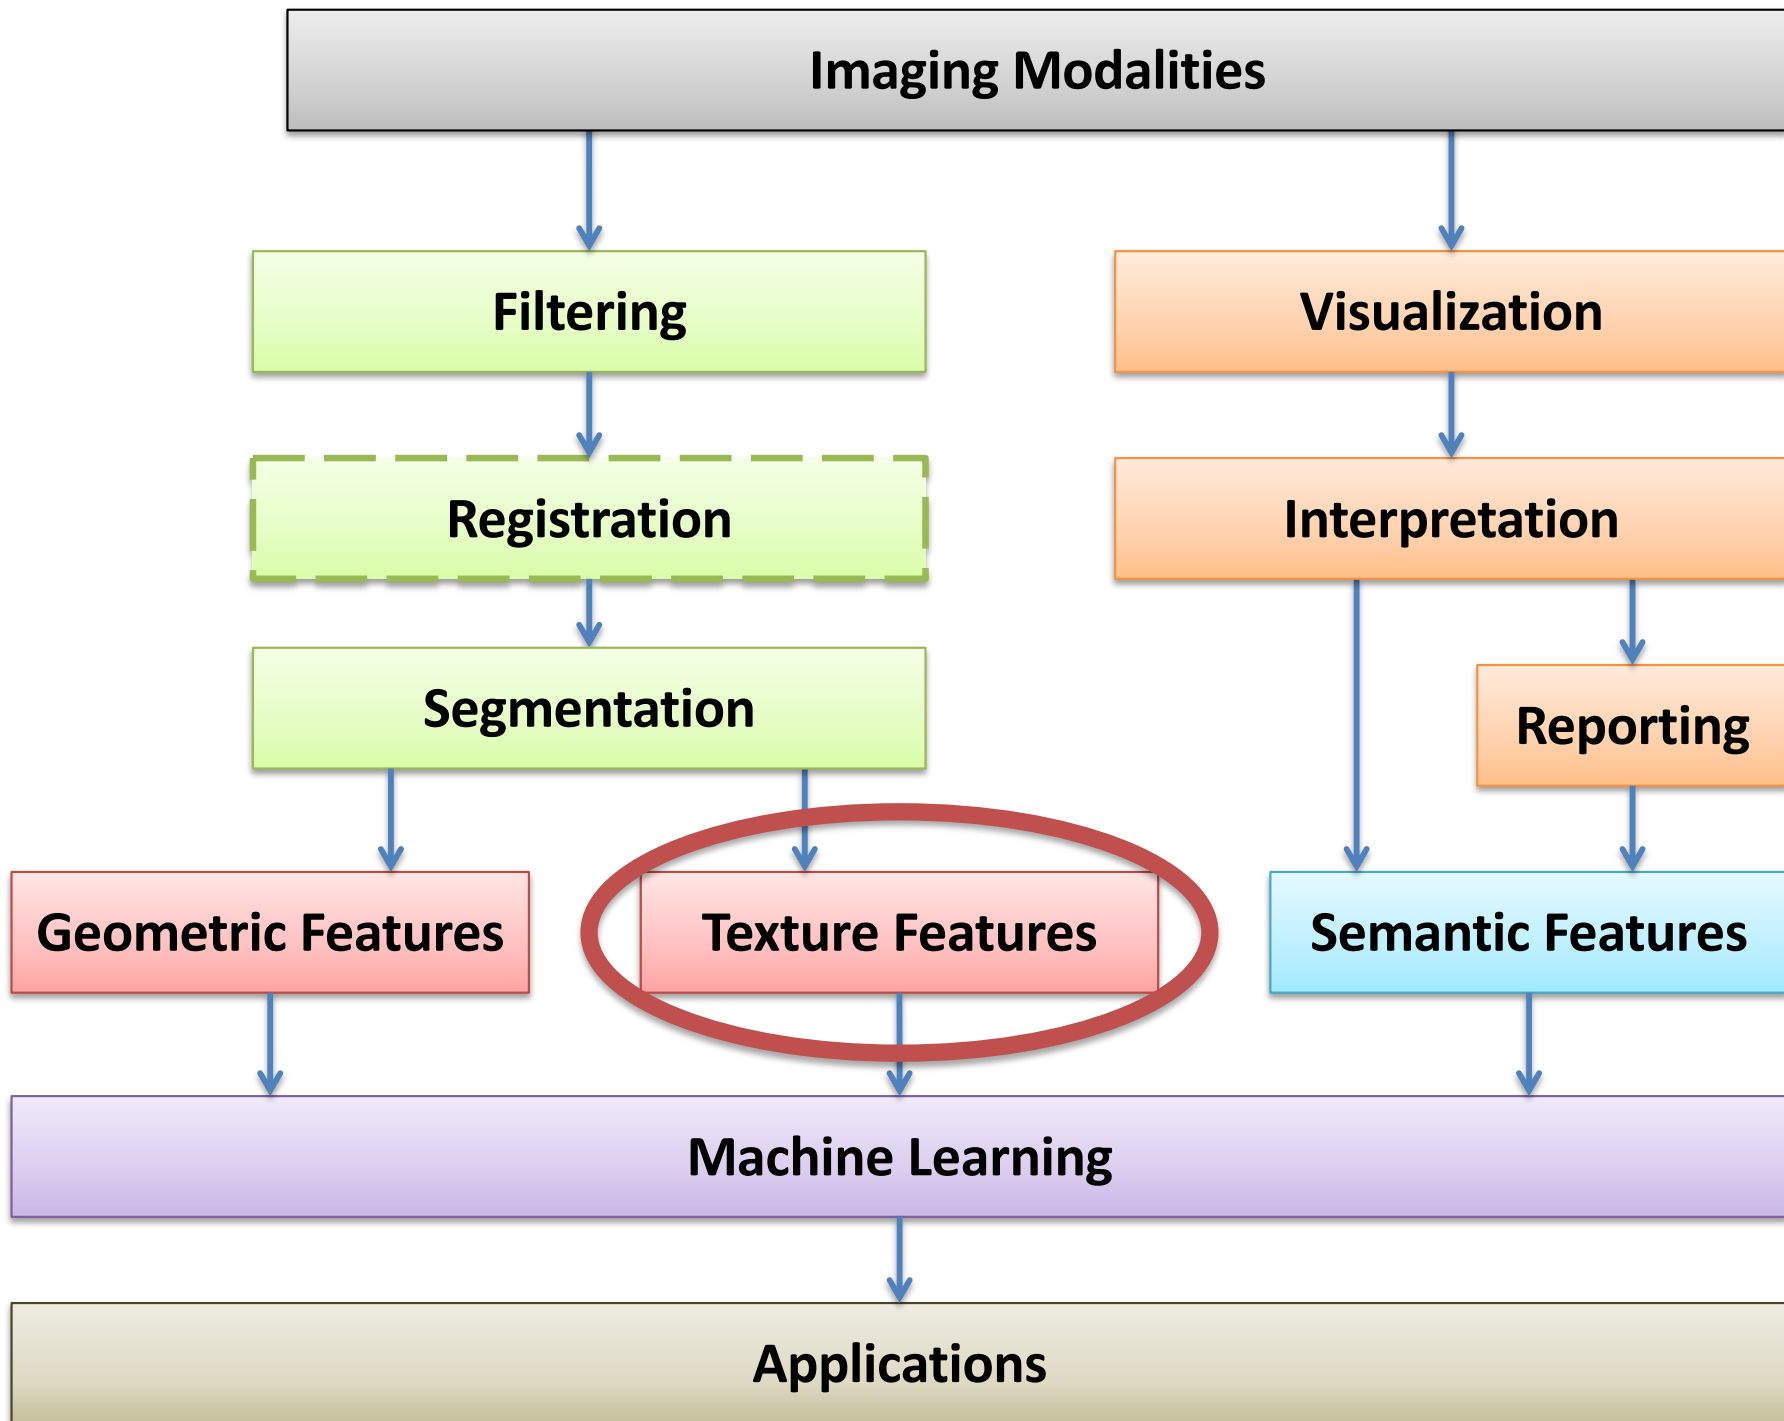 Imaging Modalities
Filtering
Visualization
Registration
Interpretation
Segmentation
Reporting
Geometric Features
Texture Features
Semantic Features
Machine Learning
Applications